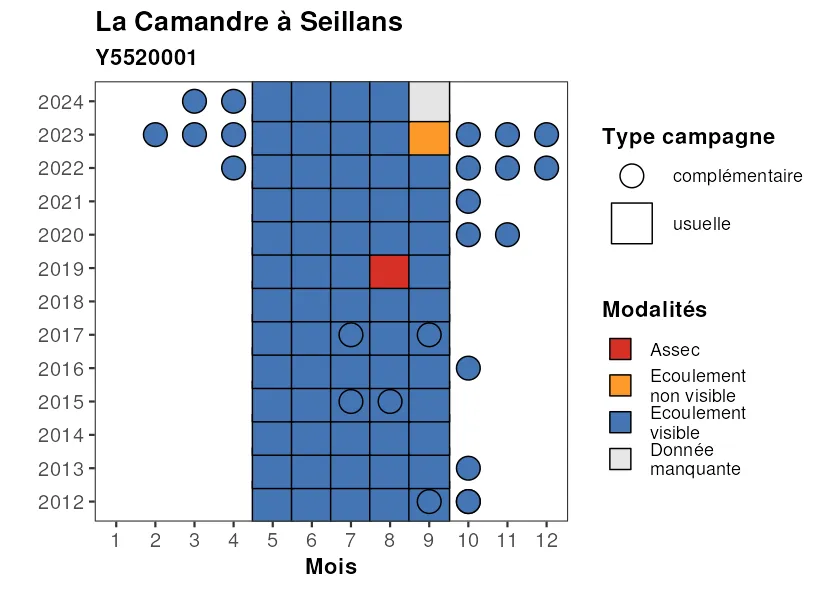 La Camandre à Seillans
Y5520001
2024
2023
2022
2021
2020
2019
2018
2017
2016
2015
2014
2013
2012
1 2 3 4 5 6 7 8 9 10 11 12
Mois
Type campagne
complémentaire
usuelle
Modalités
Assec
Ecoulement
non visible
Ecoulement
visible
Donnée
manquante